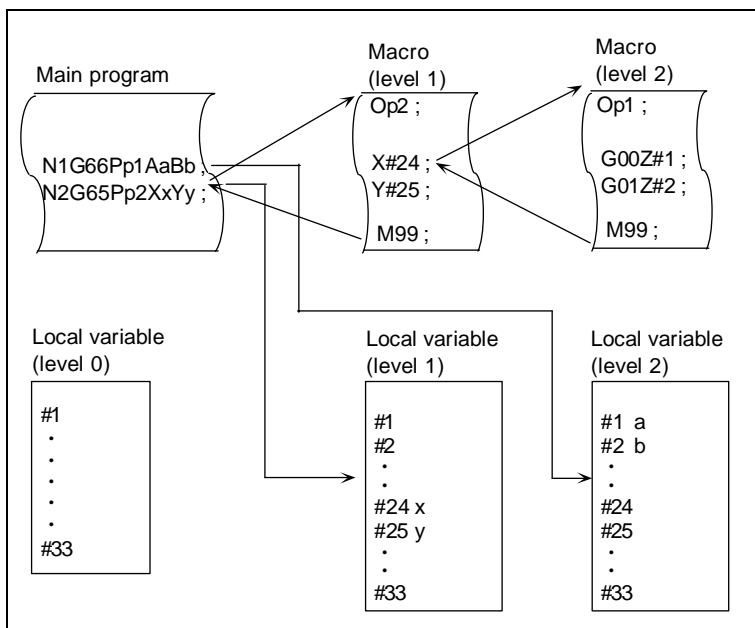 Main program
N1G66Pp1AaBb ;
N2G65Pp2XxYy ;
Macro
(level 1)
Op2 ;
X#24 ;
Y#25 ;
M99 ;
Macro
(level 2)
Op1 ;
G00Z#1 ;
G01Z#2 ;
M99 ;
Local variable
(level 0)
#1
·
·
·
·
·
#33
Local variable
(level 1)
#1
#2
·
·
#24 x
#25 y
·
·
#33
Local variable
(level 2)
#1 a
#2 b
·
·
#24
#25
·
·
#33